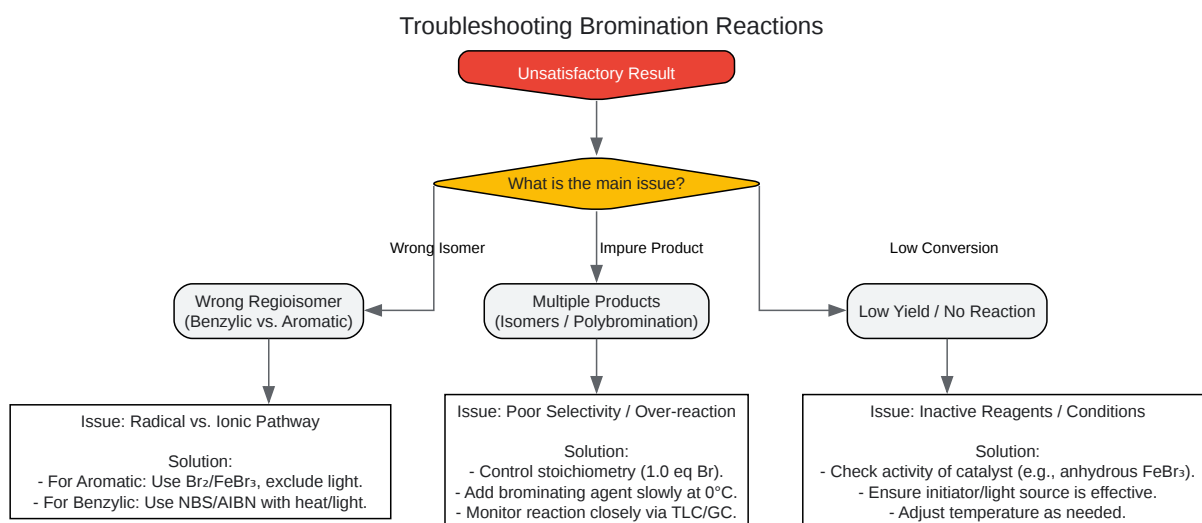 Troubleshooting Bromination Reactions
Unsatisfactory Result
What is the main issue?
Wrong Isomer
Impure Product
Low Conversion
Wrong Regioisomer
(Benzylic vs. Aromatic)
Multiple Products
(Isomers / Polybromination)
Low Yield / No Reaction
Issue: Radical vs. Ionic Pathway
Solution:
- For Aromatic: Use Br₂/FeBr₃, exclude light.
- For Benzylic: Use NBS/AIBN with heat/light.
Issue: Poor Selectivity / Over-reaction
Solution:
- Control stoichiometry (1.0 eq Br).
- Add brominating agent slowly at 0°C.
- Monitor reaction closely via TLC/GC.
Issue: Inactive Reagents / Conditions
Solution:
- Check activity of catalyst (e.g., anhydrous FeBr₃).
- Ensure initiator/light source is effective.
- Adjust temperature as needed.